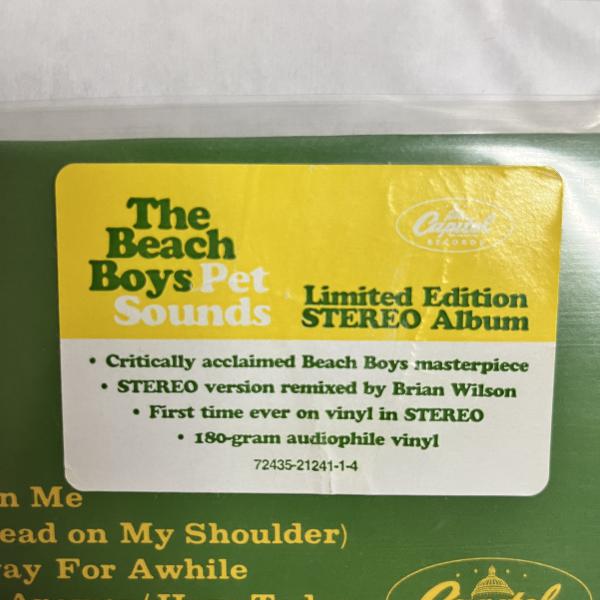 The
Beach
Boys Pet
Sounds
Capitol
RECORDS
Limited Edition
STEREO Album
• Critically acclaimed Beach Boys masterpiece
• STEREO version remixed by Brian Wilson
• First time ever on vinyl in STEREO
• 180-gram audiophile vinyl
72435-21241-1-4
n Me
ead on My Shoulder)
ay For Awhile
Capitol